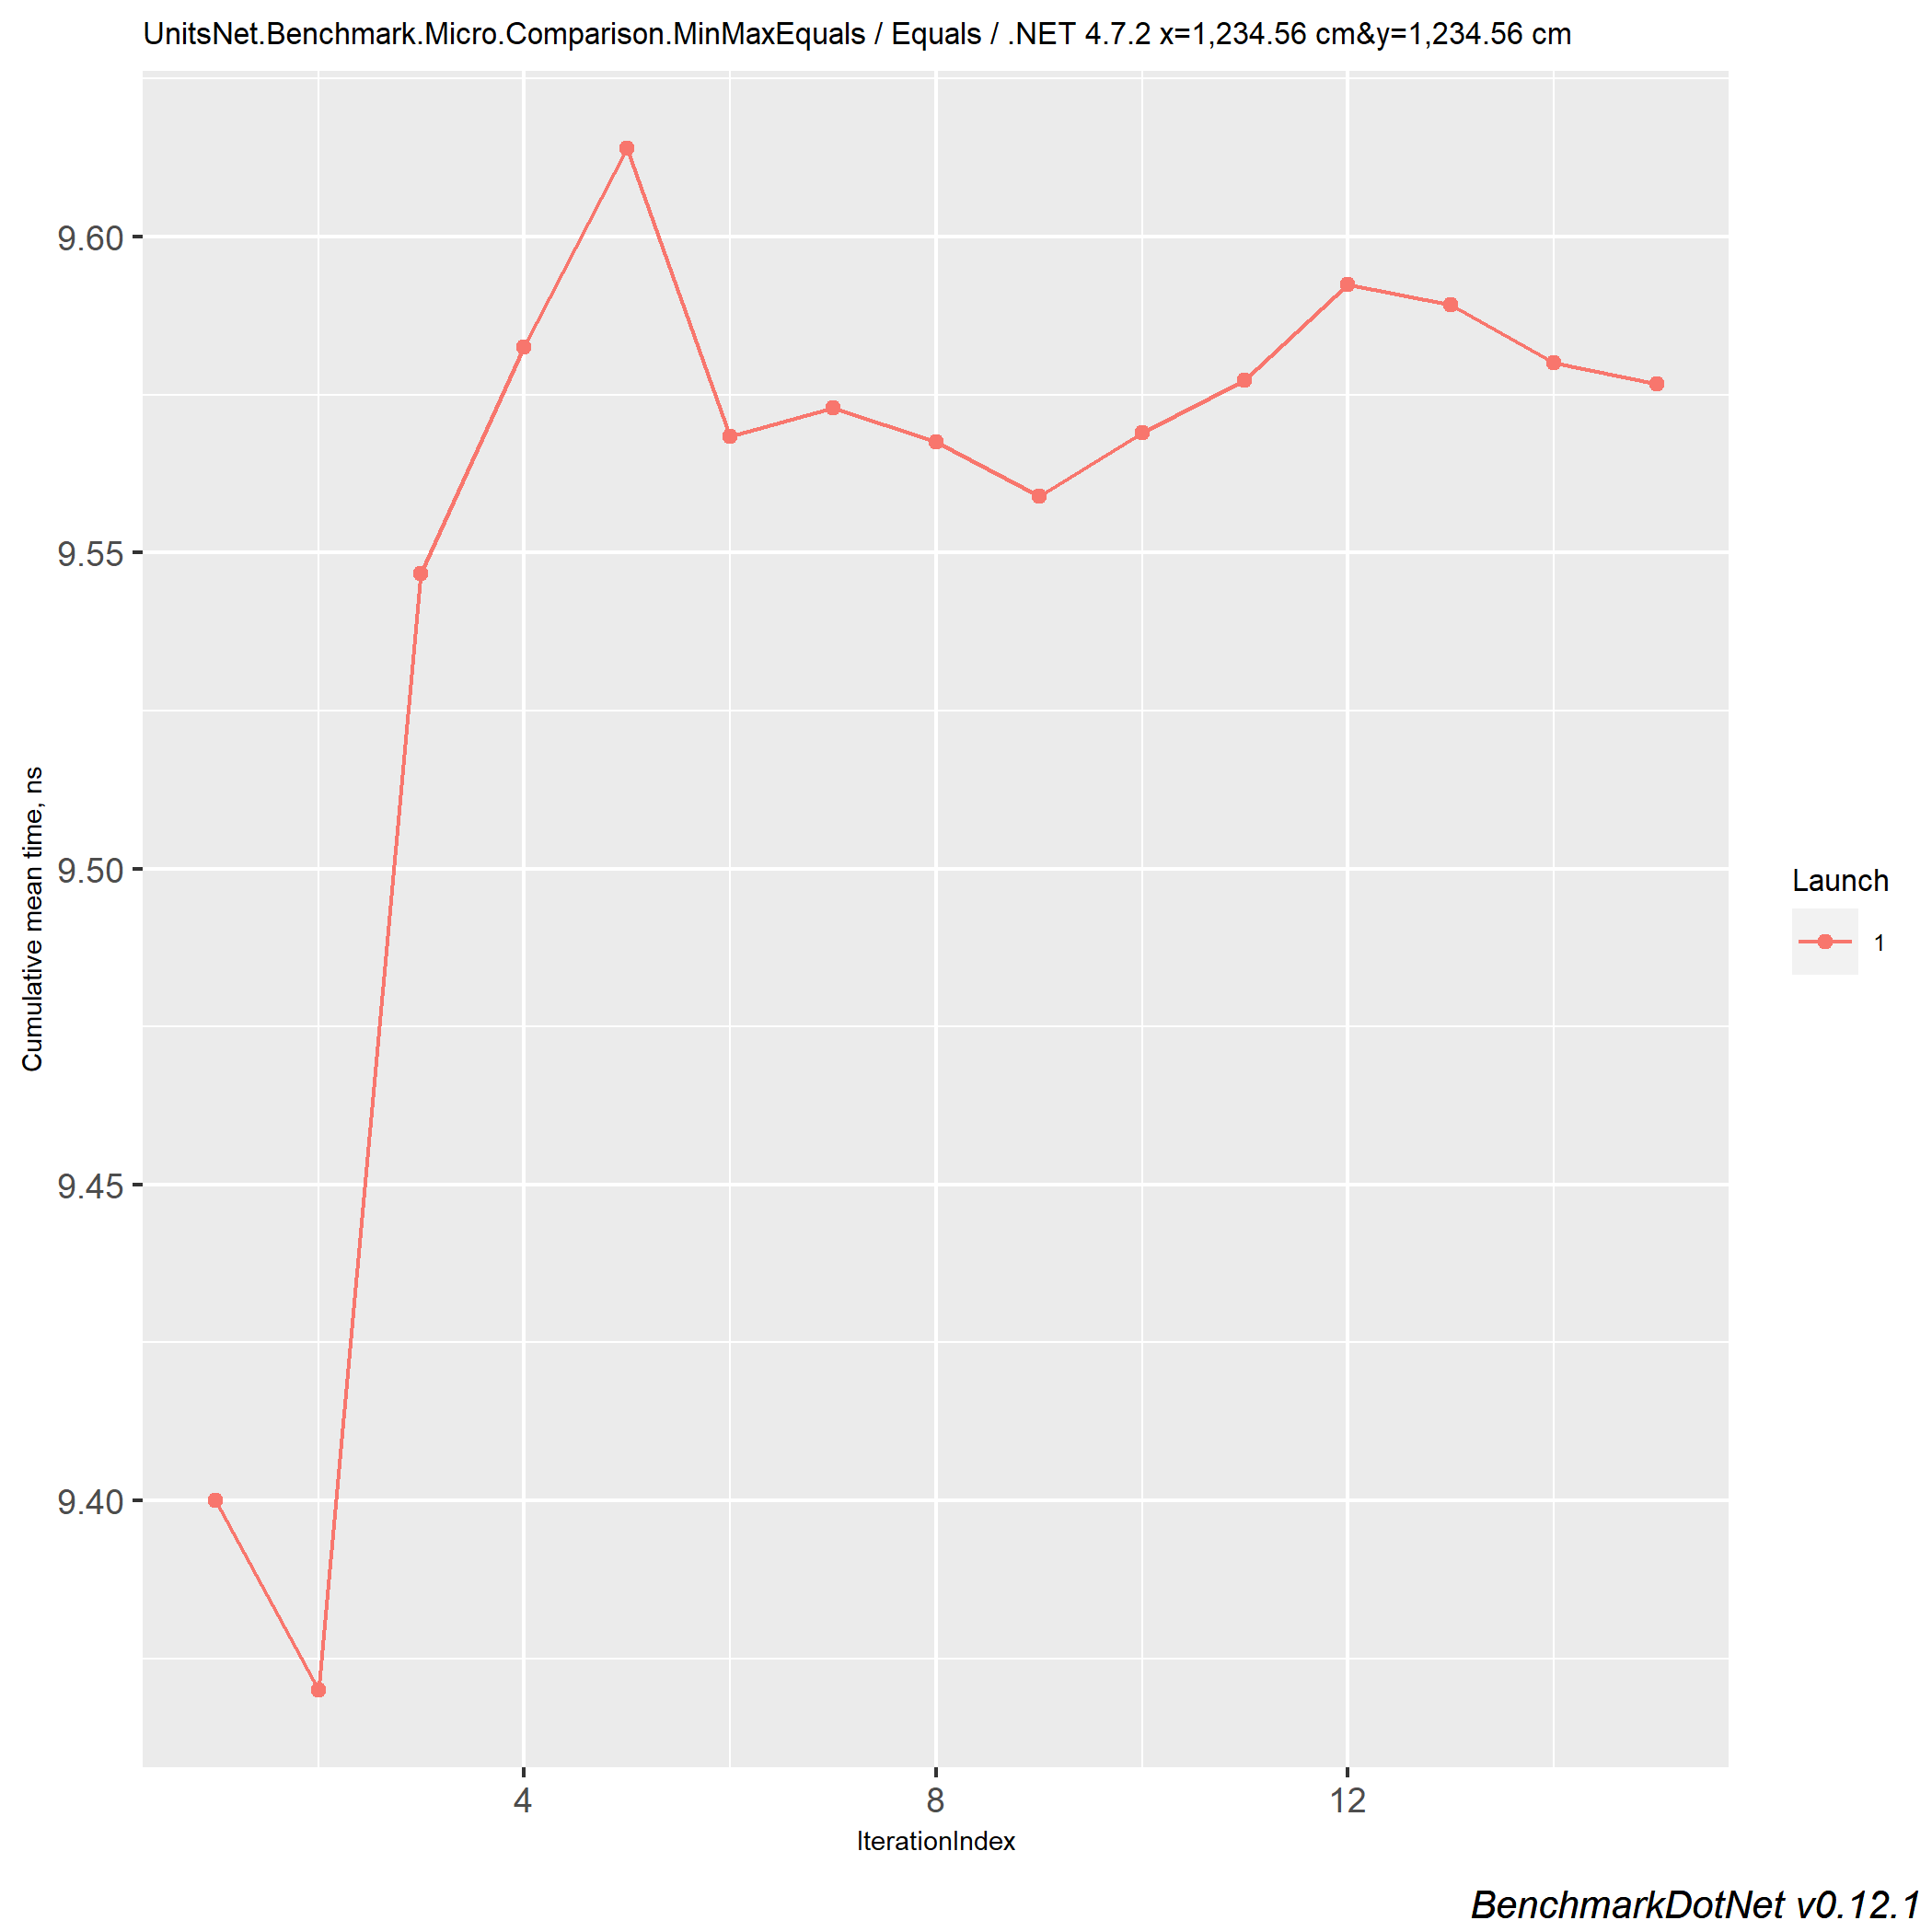 UnitsNet.Benchmark.Micro.Comparison.MinMaxEquals / Equals / .NET 4.7.2 x=1,234.56 cm&y=1,234.56 cm
9.60
9.55
9.50
9.45
9.40
Cumulative mean time, ns
4
8
12
IterationIndex
Launch
1
BenchmarkDotNet v0.12.1